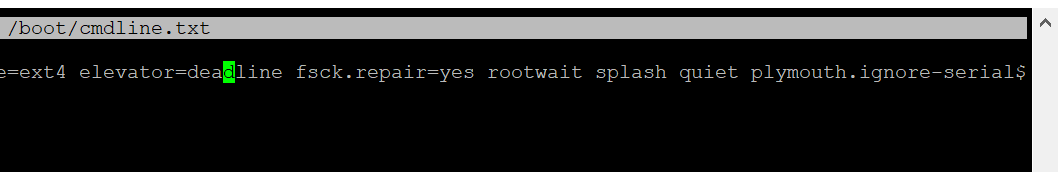 /boot/cmdline.txt
e=ext4 elevator=deadline fsck.repair=yes rootwait splash quiet plymouth.ignore-serial$